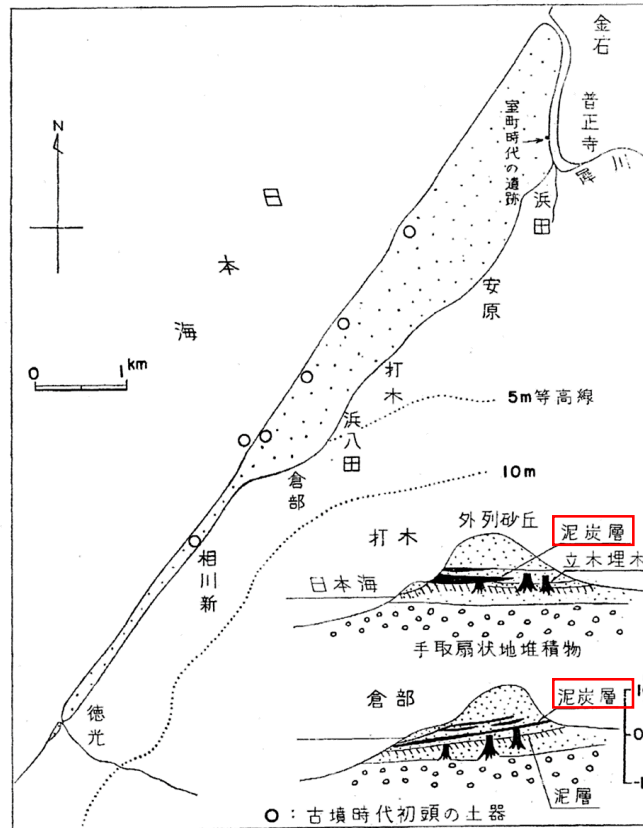 金石
普正寺
犀川
室町時代の遺跡
浜田
N
日本海
安原
打木
0 1 km
5m等高線
浜八田
10m
倉部
相川新
徳光
外列砂丘
打木
泥炭層
立木埋木
日本海
手取扇状地堆積物
倉部
泥炭層
泥層
○:古墳時代初頭の土器